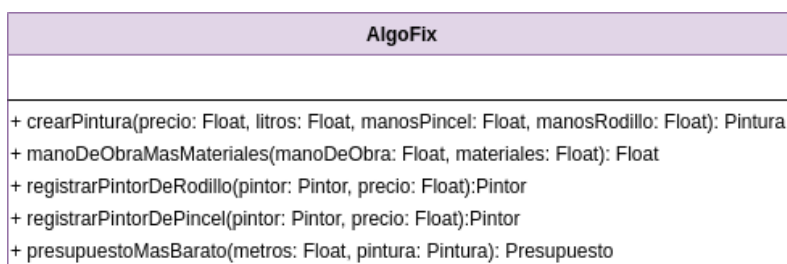 AlgoFix
+ crearPintura(precio: Float, litros: Float, manosPincel: Float, manosRodillo: Float): Pintura
+ manoDeObraMasMateriales(manoDeObra: Float, materiales: Float): Float
+ registrarPintorDeRodillo(pintor: Pintor, precio: Float):Pintor
+ registrarPintorDePincel(pintor: Pintor, precio: Float):Pintor
+ presupuestoMasBarato(metros: Float, pintura: Pintura): Presupuesto